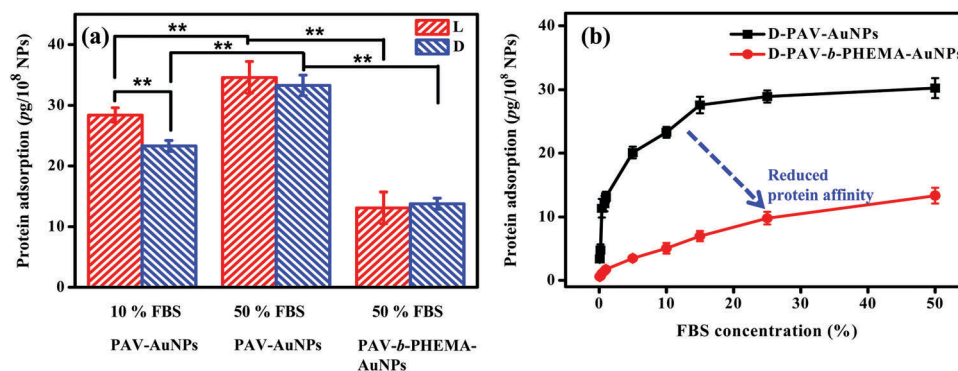 (a)
L
D
**
**
**
**
**
Protein adsorption (pg/10⁸ NPs)
40
30
20
10
0
10 % FBS 50 % FBS 50 % FBS
PAV-AuNPs PAV-AuNPs PAV-b-PHEMA-
AuNPs
(b)
D-PAV-AuNPs
D-PAV-b-PHEMA-AuNPs
Protein adsorption (pg/10⁸ NPs)
40
30
20
10
0
Reduced
protein affinity
0 10 20 30 40 50
FBS concentration (%)